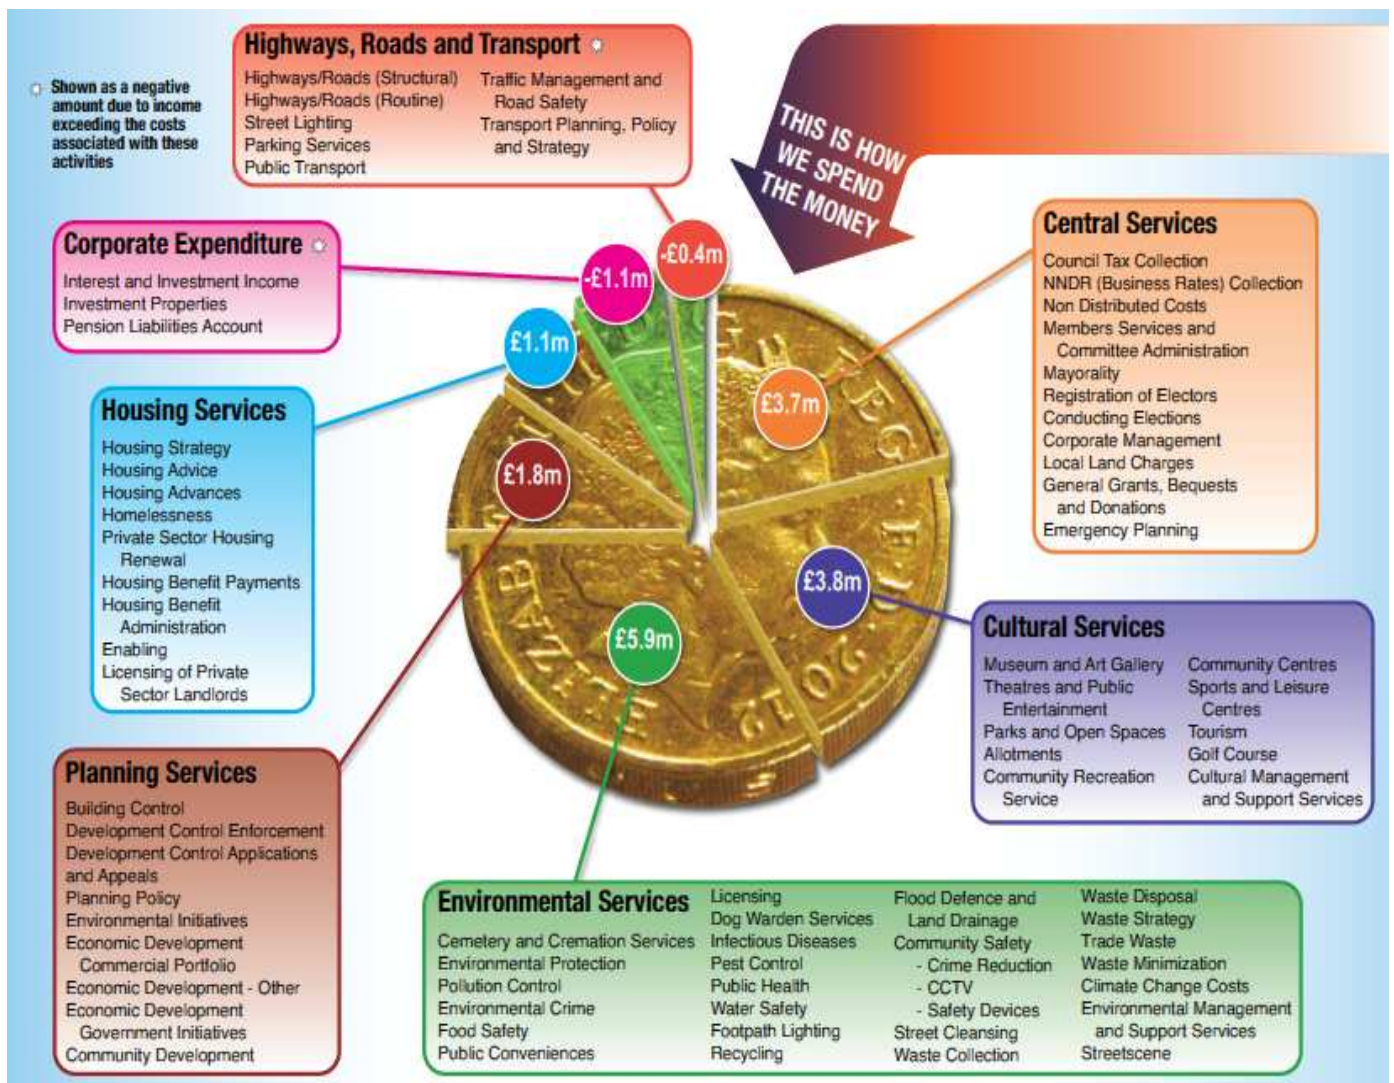 Shown as a negative
amount due to income
exceeding the costs
associated with these
activities
Highways, Roads and Transport
Highways/Roads (Structural)
Highways/Roads (Routine)
Street Lighting
Parking Services
Public Transport
Traffic Management and
Road Safety
Transport Planning, Policy
and Strategy
THIS IS HOW
WE SPEND
THE MONEY
Corporate Expenditure
Interest and Investment Income
Investment Properties
Pension Liabilities Account
-£1.1m
-£0.4m
Central Services
Council Tax Collection
NNDR (Business Rates) Collection
Non Distributed Costs
Members Services and
Committee Administration
Mayorality
Registration of Electors
Conducting Elections
Corporate Management
Local Land Charges
General Grants, Bequests
and Donations
Emergency Planning
£3.7m
£1.1m
Housing Services
Housing Strategy
Housing Advice
Housing Advances
Homelessness
Private Sector Housing
Renewal
Housing Benefit Payments
Housing Benefit
Administration
Enabling
Licensing of Private
Sector Landlords
£1.8m
£3.8m
£5.9m
Cultural Services
Museum and Art Gallery
Theatres and Public
Entertainment
Parks and Open Spaces
Allotments
Community Recreation
Service
Community Centres
Sports and Leisure
Centres
Tourism
Golf Course
Cultural Management
and Support Services
Planning Services
Building Control
Development Control Enforcement
Development Control Applications
and Appeals
Planning Policy
Environmental Initiatives
Economic Development
Commercial Portfolio
Economic Development - Other
Economic Development
Government Initiatives
Community Development
Environmental Services
Cemetery and Cremation Services
Environmental Protection
Pollution Control
Environmental Crime
Food Safety
Public Conveniences
Licensing
Dog Warden Services
Infectious Diseases
Pest Control
Public Health
Water Safety
Footpath Lighting
Recycling
Flood Defence and
Land Drainage
Community Safety
- Crime Reduction
- CCTV
- Safety Devices
Street Cleansing
Waste Collection
Waste Disposal
Waste Strategy
Trade Waste
Waste Minimization
Climate Change Costs
Environmental Management
and Support Services
Streetscene